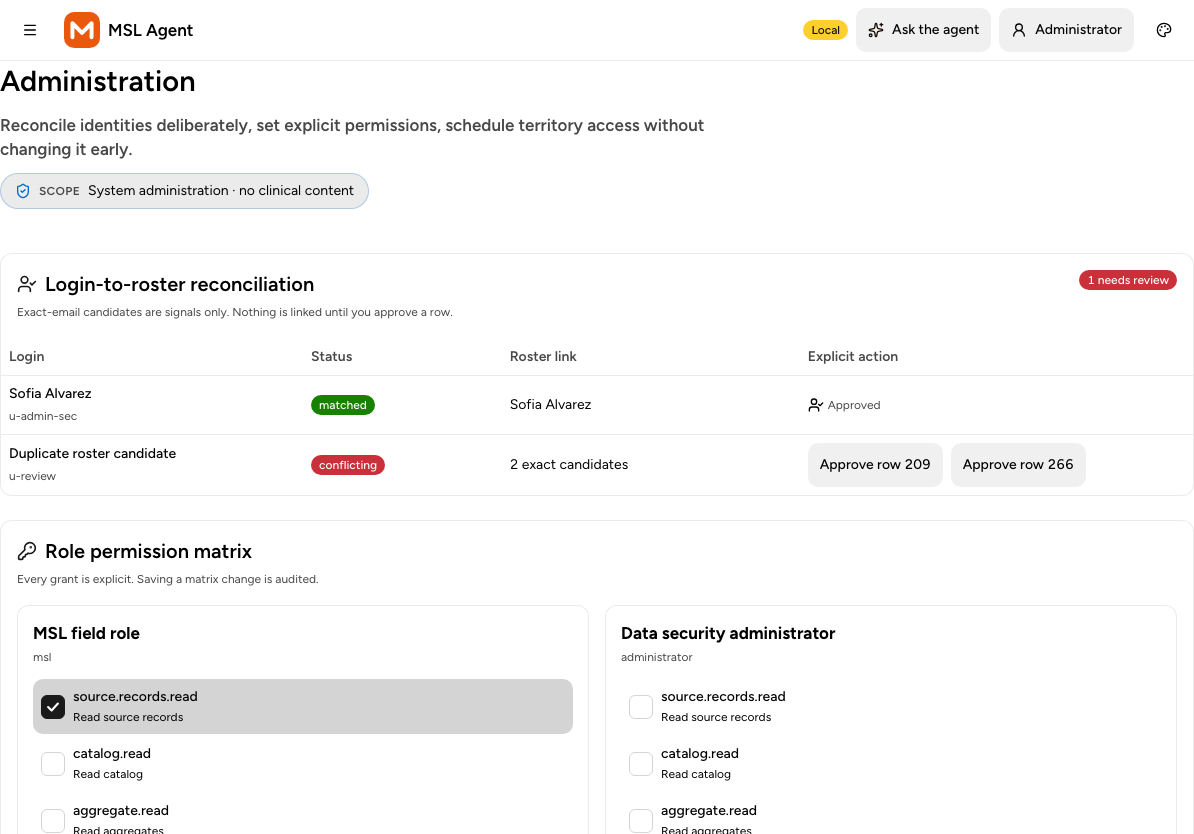 MSL Agent
Local
Ask the agent
Administrator
Administration
Reconcile identities deliberately, set explicit permissions, schedule territory access without
changing it early.
SCOPE System administration · no clinical content
Login-to-roster reconciliation
1 needs review
Exact-email candidates are signals only. Nothing is linked until you approve a row.
Login Status Roster link Explicit action
Sofia Alvarez
u-admin-sec
matched
Sofia Alvarez
Approved
Duplicate roster candidate
u-review
conflicting
2 exact candidates
Approve row 209
Approve row 266
Role permission matrix
Every grant is explicit. Saving a matrix change is audited.
MSL field role
msl
source.records.read
Read source records
catalog.read
Read catalog
aggregate.read
Read aggregates
Data security administrator
administrator
source.records.read
Read source records
catalog.read
Read catalog
aggregate.read
Read aggregates